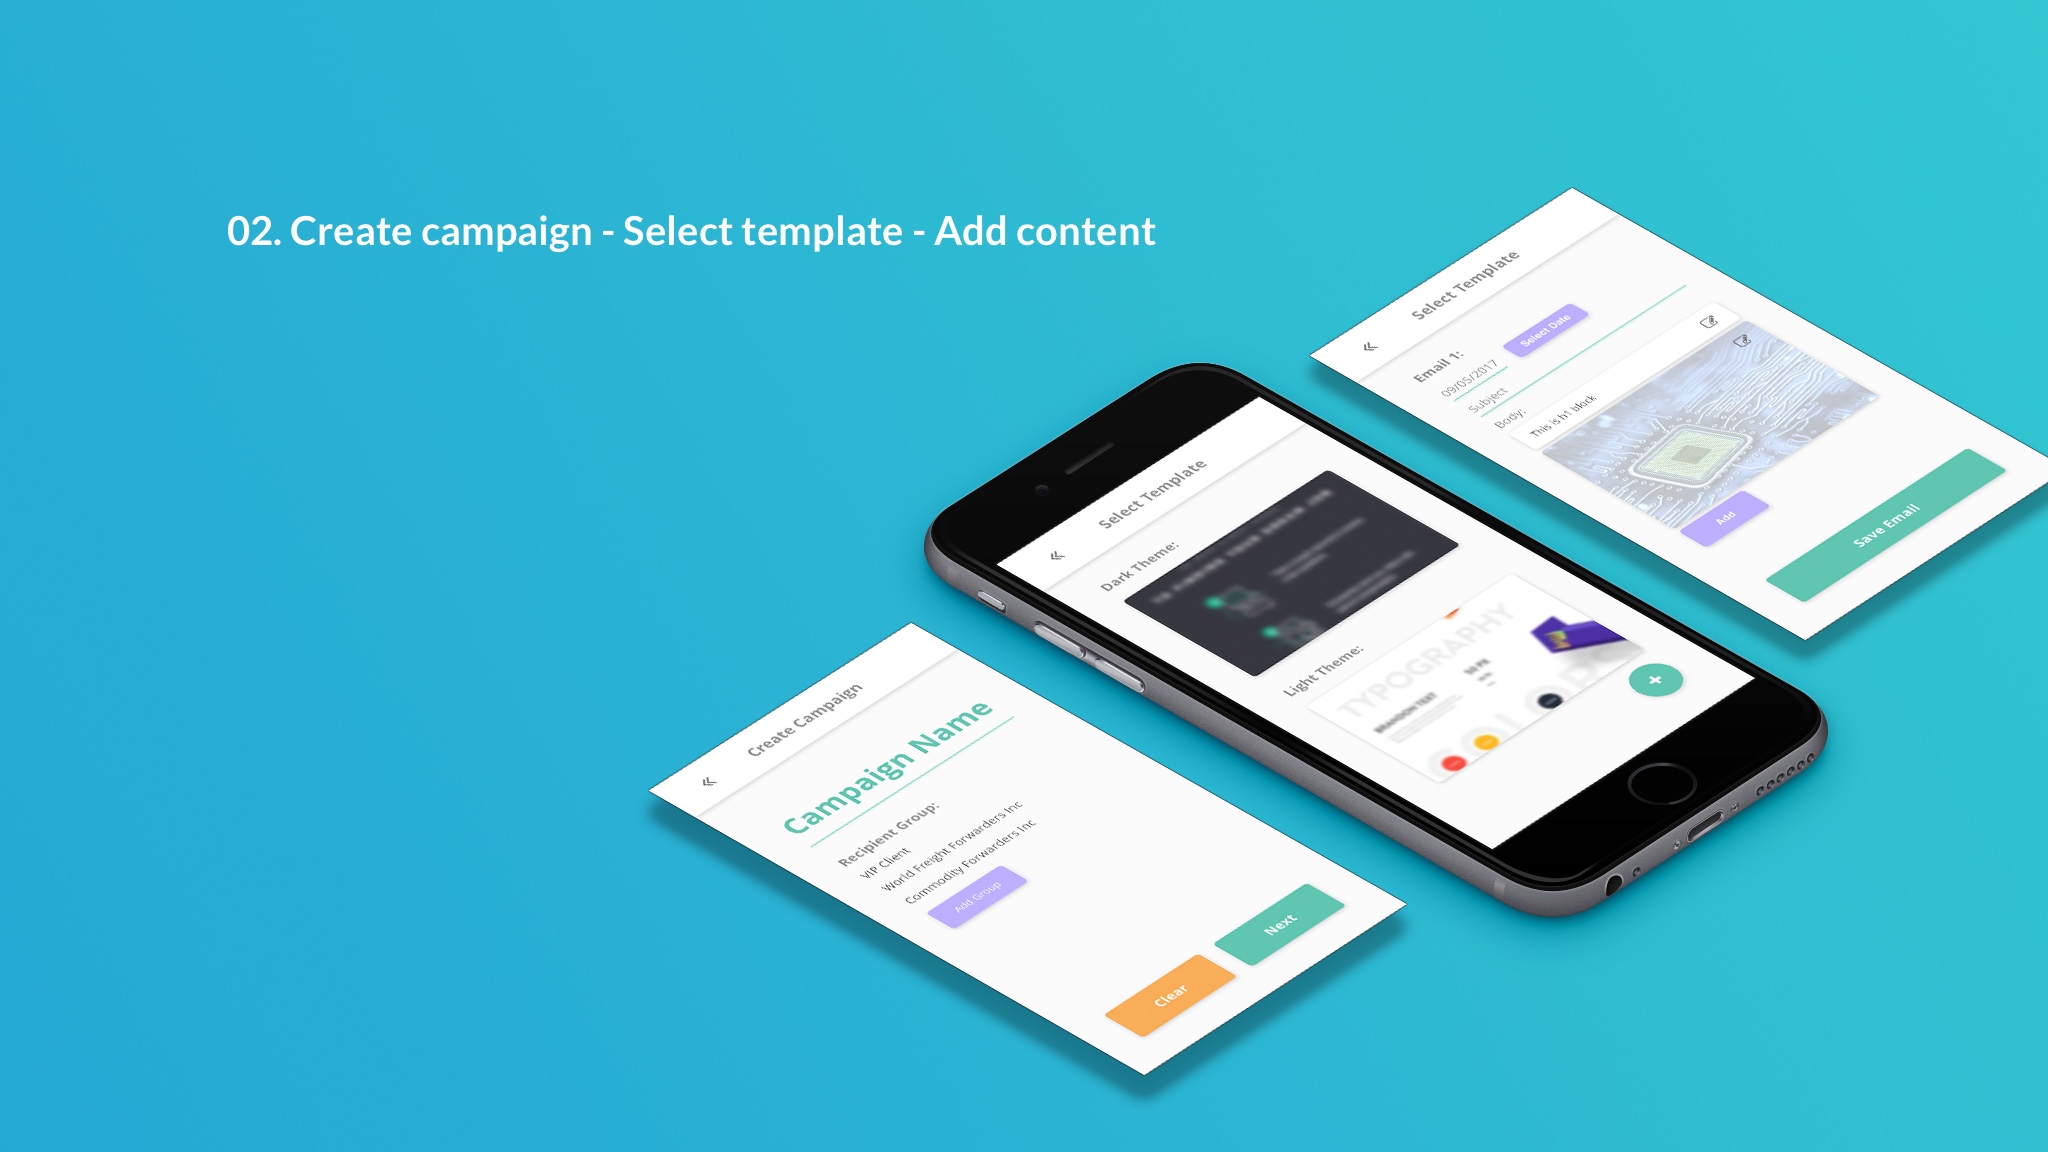 02. Create campaign - Select template - Add content
Create Campaign
Campaign Name
Recipient Group:
VIP Client
World Freight Forwarders Inc
Commodity Forwarders Inc
Add Group
Clear
Next
Select Template
Dark Theme:
Light Theme:
TYPOGRAPHY
BRANDON TEXT
+
Select Template
Email 1:
09/05/2017
Select Date
Subject
Body:
This is h1 block
Add
Save Email